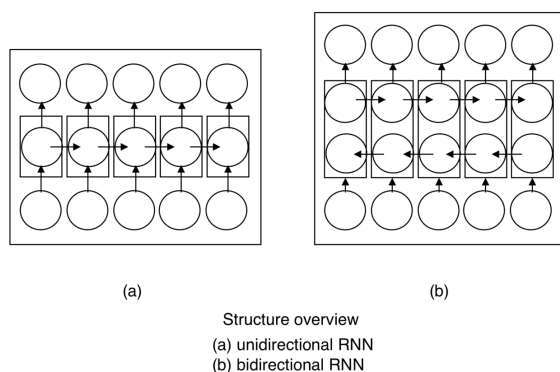 (a)
(b)
Structure overview
(a) unidirectional RNN
(b) bidirectional RNN